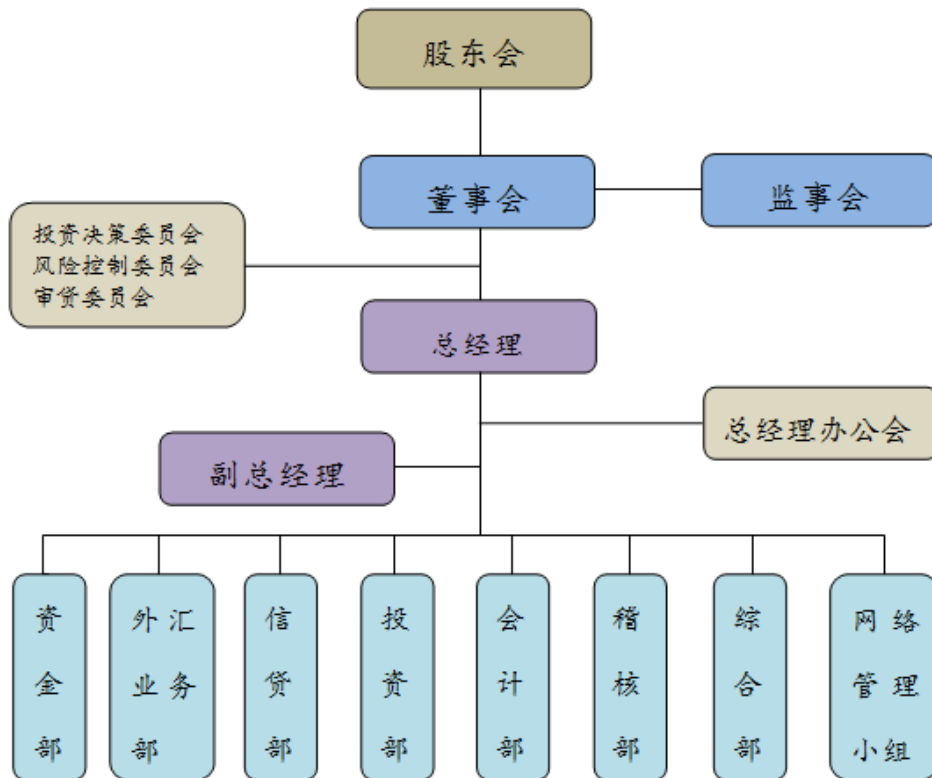 股东会
董事会
监事会
投资决策委员会
风险控制委员会
审贷委员会
总经理
总经理办公会
副总经理
资金部
外汇业务部
信贷部
投资部
会计部
稽核部
综合部
网络管理小组